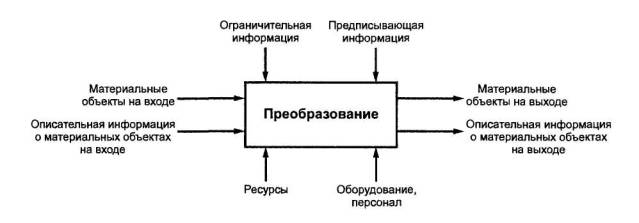 Ограничительная
информация
Предписывающая
информация
Материальные
объекты на входе
Описательная информация
о материальных объектах
на входе
Преобразование
Материальные
объекты на выходе
Описательная информация
о материальных объектах
на выходе
Ресурсы
Оборудование,
персонал